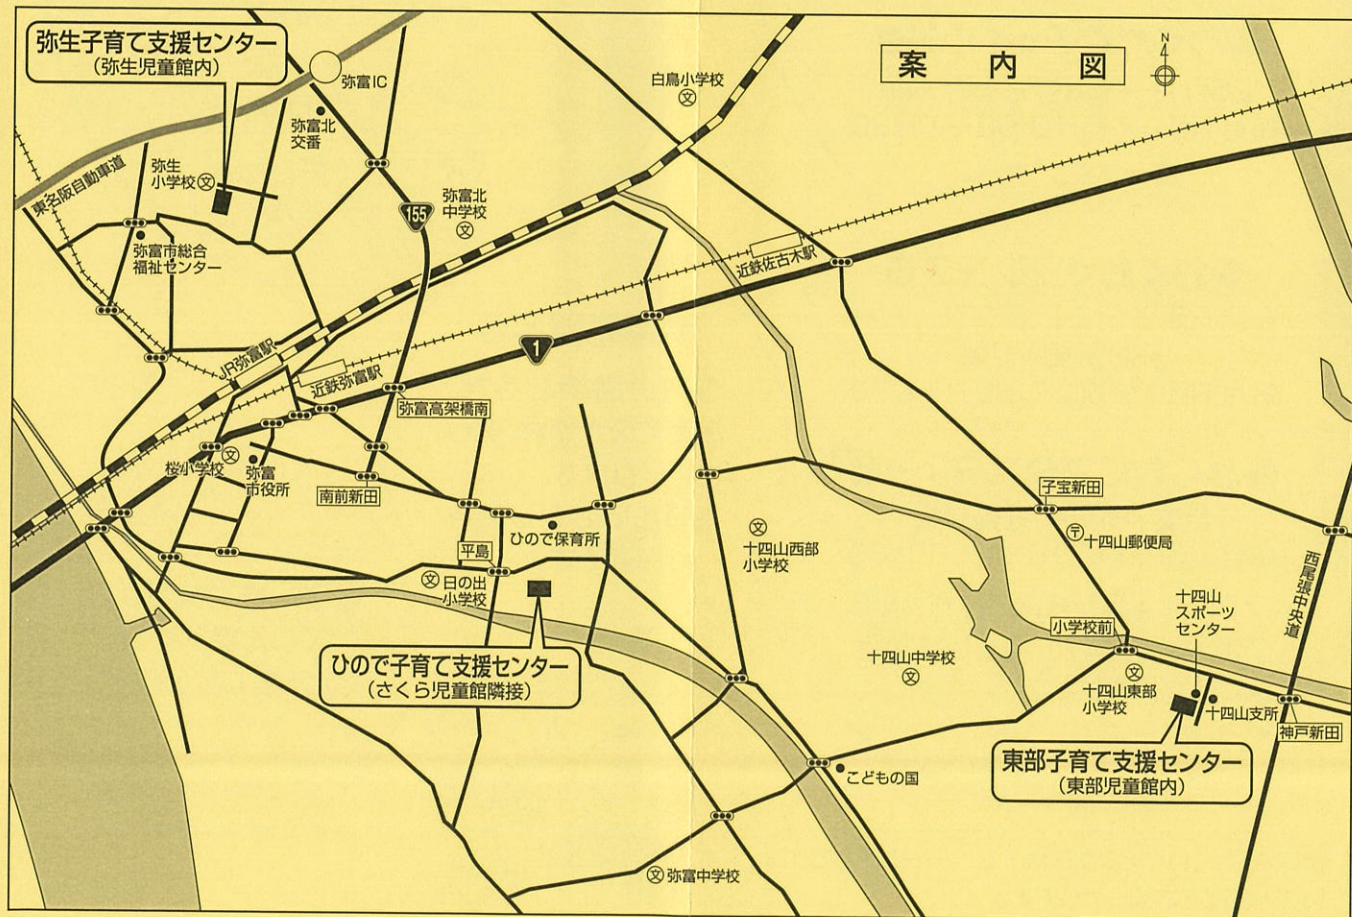 弥生子育て支援センター
(弥生児童館内)
弥富IC
弥富北
交番
白鳥小学校
文
案内図
N
東名阪自動車道
弥生
小学校
文
155
弥富北
中学校
文
弥富市総合
福祉センター
近鉄佐古木駅
1
JR弥富駅
近鉄弥富駅
弥富高架橋南
桜小学校
文
弥富
市役所
南前新田
子宝新田
〒
十四山郵便局
ひので保育所
文
十四山西部
小学校
平島
文
日の出
小学校
西尾張中央道
十四山
スポーツ
センター
小学校前
ひので子育て支援センター
(さくら児童館隣接)
十四山中学校
文
文
十四山東部
小学校
十四山支所
神戸新田
東部子育て支援センター
(東部児童館内)
こどもの国
文
弥富中学校